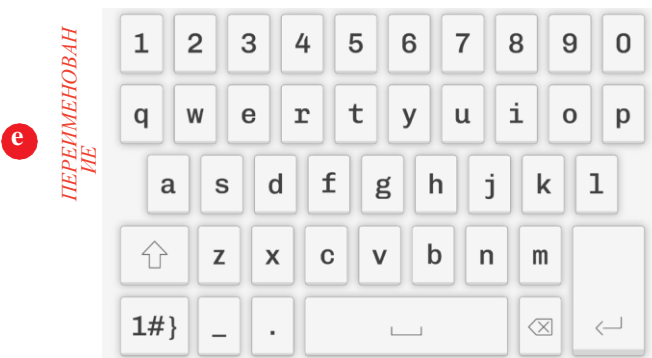 1 2 3 4 5 6 7 8 9 0
q w e r t y u i o p
e
ПЕРЕИМЕНОВАН
ИЕ
a s d f g h j k l
z x c v b n m
1#} _ .